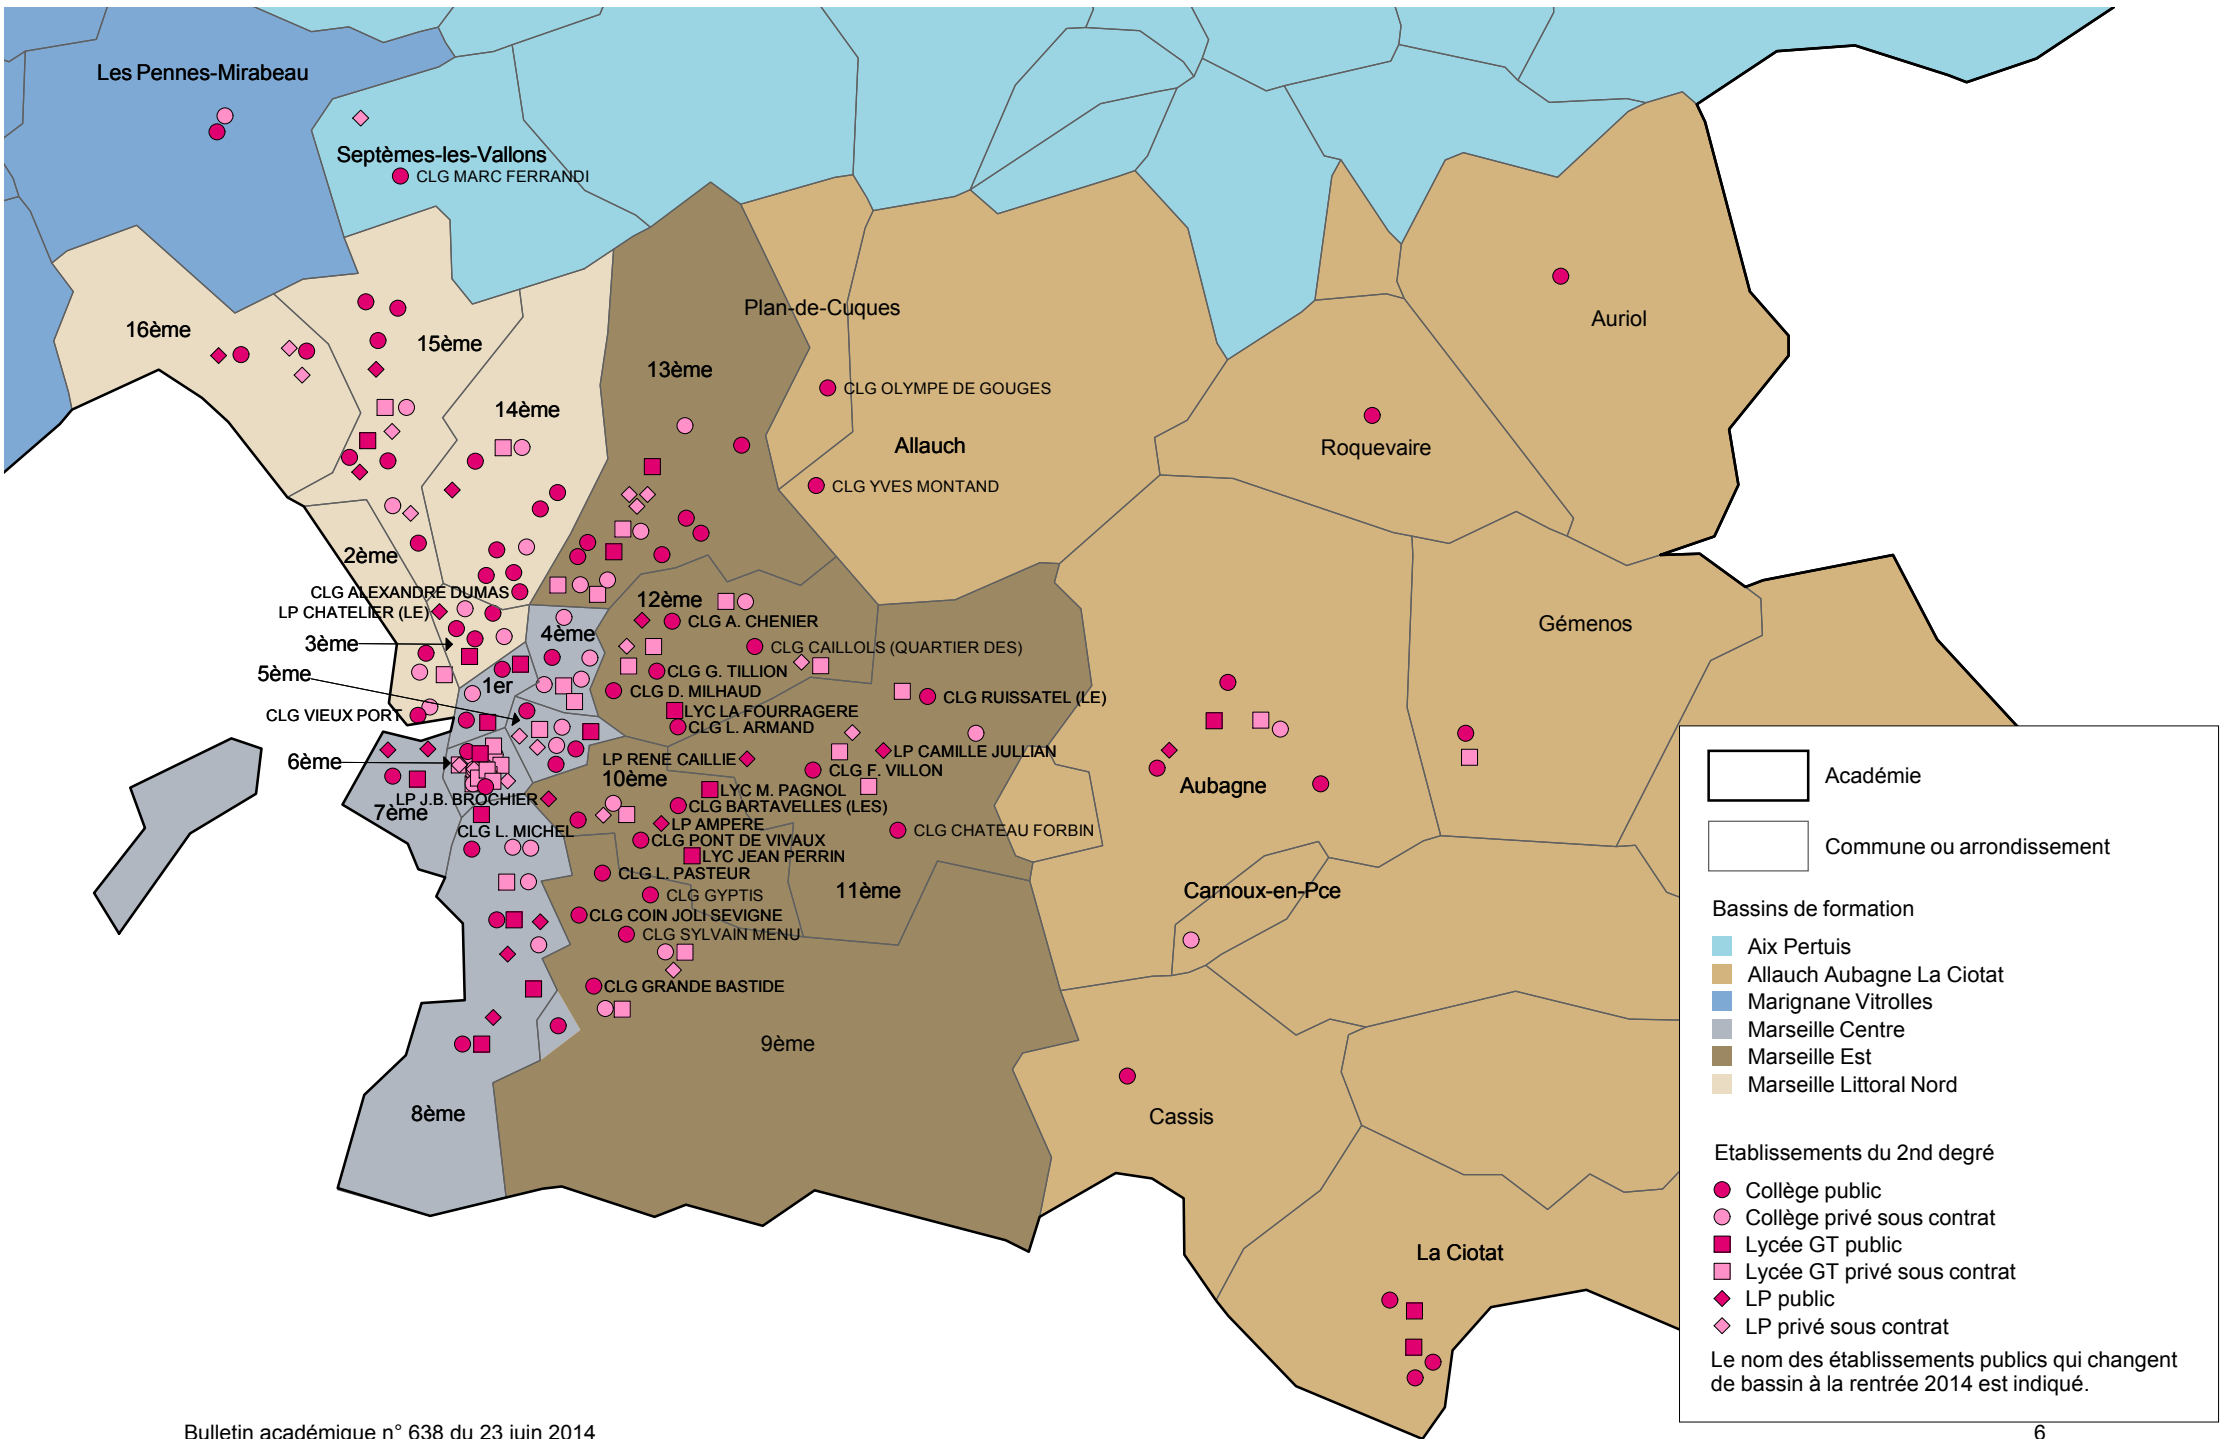 Les Pennes-Mirabeau
Septèmes-les-Vallons
CLG MARC FERRANDI
Plan-de-Cuques
16ème
15ème
13ème
14ème
Auriol
CLG OLYMPE DE GOUGES
Allauch
Roquevaire
CLG YVES MONTAND
2ème
CLG ALEXANDRE DUMAS
LP CHATELIER (LE)
12ème
CLG A. CHENIER
3ème
4ème
CLG CAILLOLS (QUARTIER DES)
Gémenos
5ème
1er
CLG G. TILLION
CLG D. MILHAUD
CLG RUISSATEL (LE)
CLG VIEUX PORT
LYC LA FOURRAGERE
CLG L. ARMAND
6ème
LP RENE CAILLIE
LP CAMILLE JULLIAN
10ème
CLG F. VILLON
Aubagne
LYC M. PAGNOL
LP J.B. BROCHIER
CLG BARTAVELLES (LES)
7ème
LP AMPERE
CLG L. MICHEL
CLG CHATEAU FORBIN
CLG PONT DE VIVAUX
LYC JEAN PERRIN
CLG L. PASTEUR
11ème
Carnoux-en-Pce
CLG GYPTIS
CLG COIN JOLI SEVIGNE
CLG SYLVAIN MENU
CLG GRANDE BASTIDE
9ème
8ème
Cassis
La Ciotat
Académie
Commune ou arrondissement
Bassins de formation
Aix Pertuis
Allauch Aubagne La Ciotat
Marignane Vitrolles
Marseille Centre
Marseille Est
Marseille Littoral Nord
Etablissements du 2nd degré
Collège public
Collège privé sous contrat
Lycée GT public
Lycée GT privé sous contrat
LP public
LP privé sous contrat
Le nom des établissements publics qui changent
de bassin à la rentrée 2014 est indiqué.
Bulletin académique n° 638 du 23 juin 2014
6